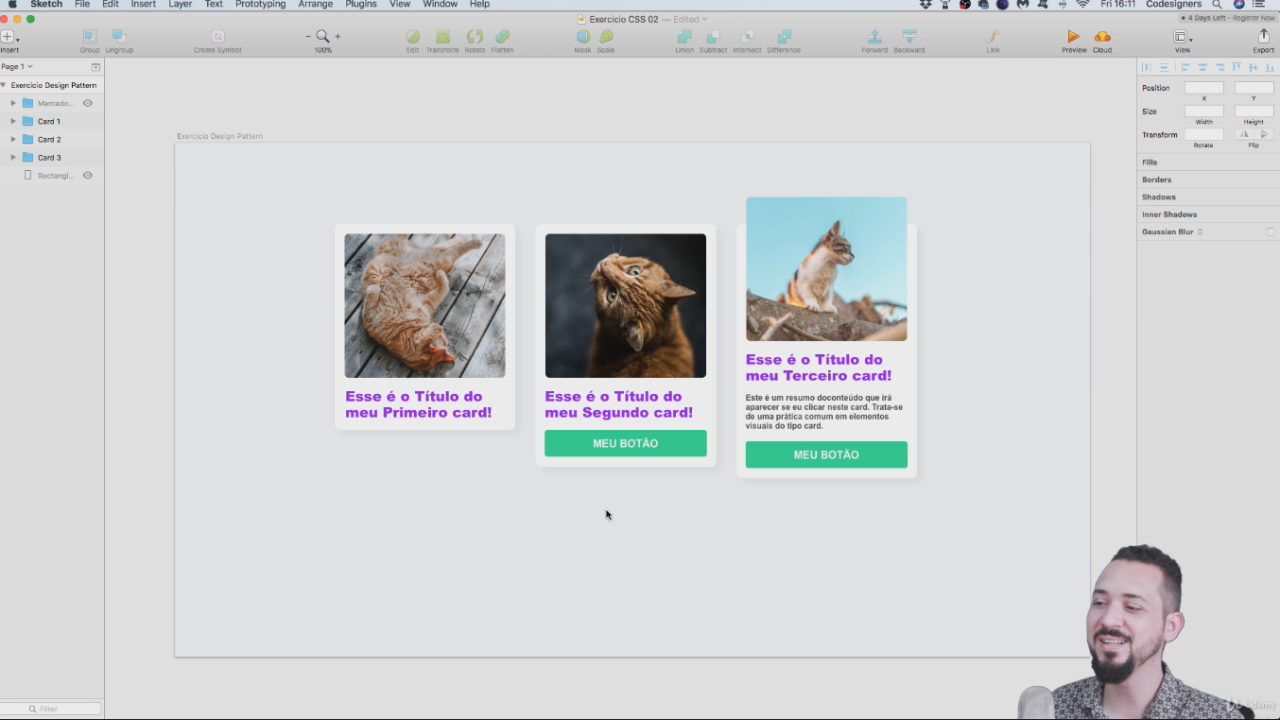 Sketch File Edit Insert Layer Text Prototyping Arrange Plugins View Window Help Fri 16:11 Codesigners
Exercicio CSS 02 — Edited
4 Days Left - Register Now
Insert Group Ungroup Create Symbol 100% Edit Transform Rotate Flatten Mask Scale Union Subtract Intersect Difference Forward Backward Link Preview Cloud View Export
Page 1
Exercicio Design Pattern
Marcado...
Card 1
Card 2
Card 3
Rectangl...
Filter
Exercicio Design Pattern
Esse é o Título do
meu Primeiro card!
Esse é o Título do
meu Segundo card!
MEU BOTÃO
Esse é o Título do
meu Terceiro card!
Este é um resumo doconteúdo que irá
aparecer se eu clicar neste card. Trata-se
de uma prática comum em elementos
visuais do tipo card.
MEU BOTÃO
Position
X Y
Size
Width Height
Transform
Rotate Flip
Fills
Borders
Shadows
Inner Shadows
Gaussian Blur
Udemy